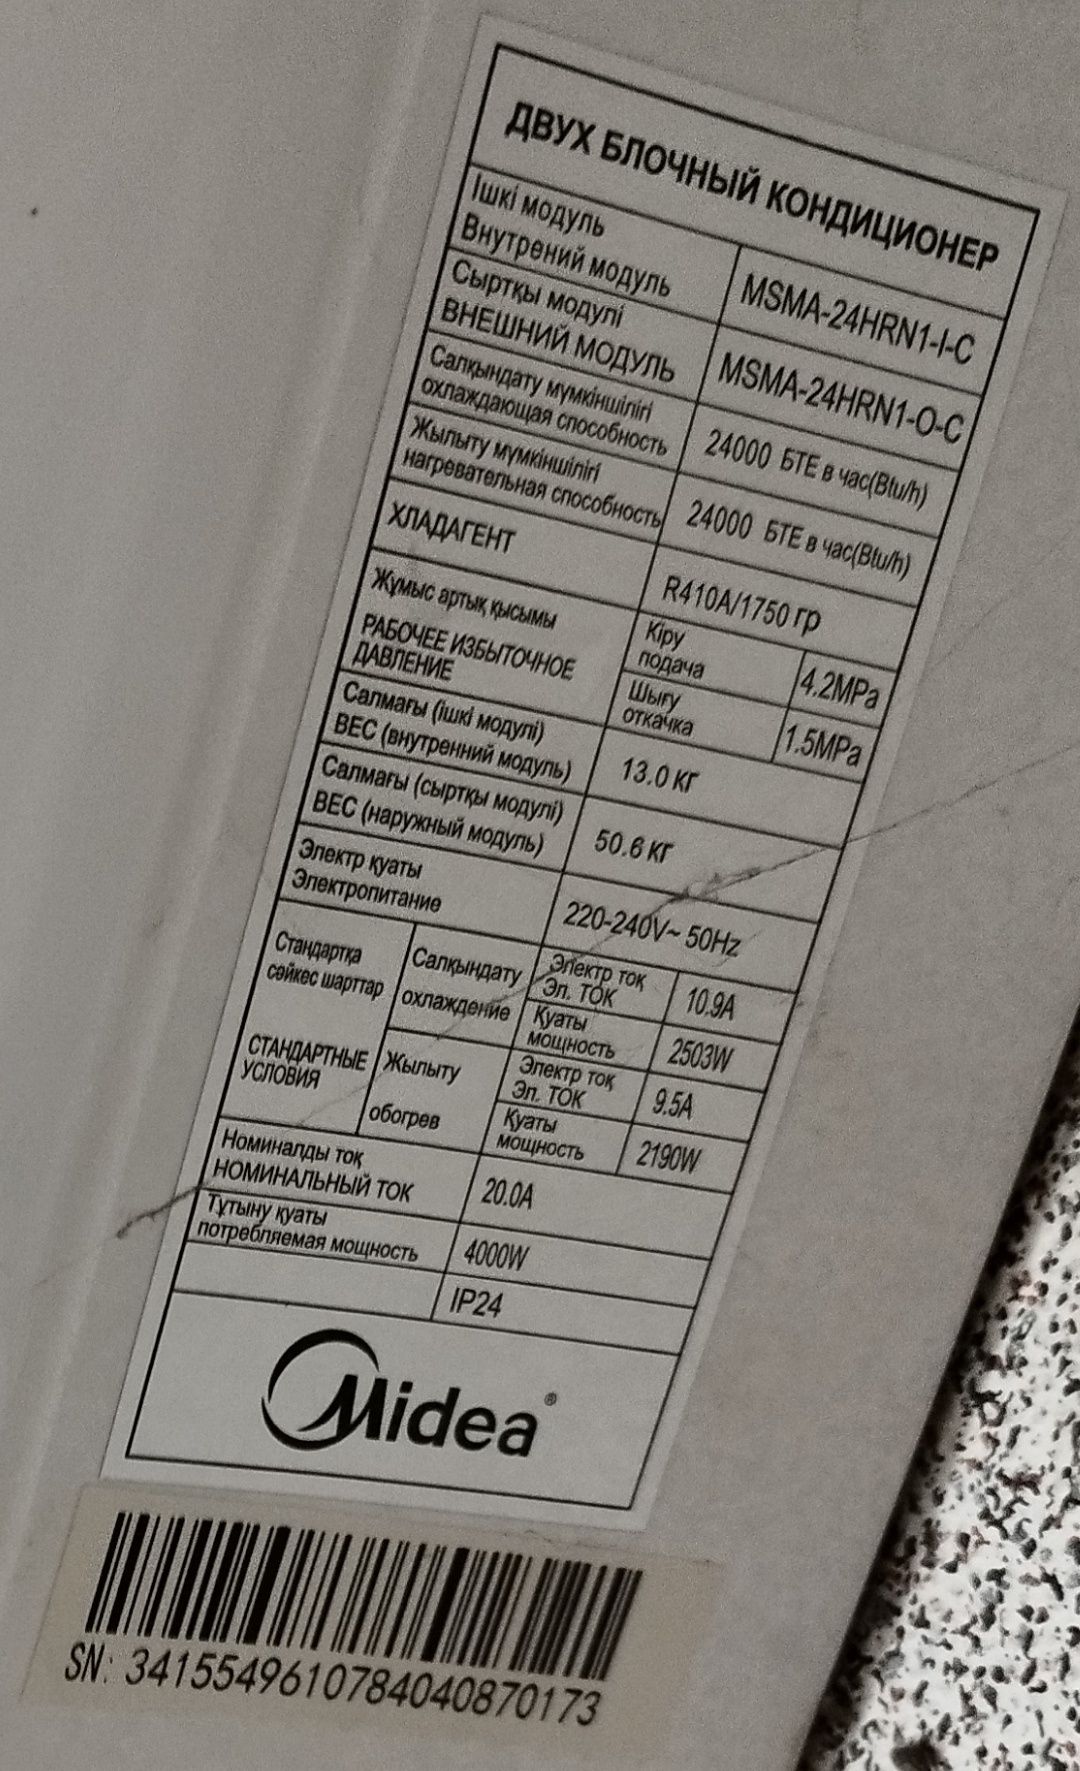 ДВУХ БЛОЧНЫЙ КОНДИЦИОНЕР
Ішкі модуль
Внутрений модуль
MSMA-24HRN1-I-C
Сыртқы модулі
ВНЕШНИЙ МОДУЛЬ
MSMA-24HRN1-O-C
Салқындату мүмкіншілігі
охлаждающая способность
24000 БТЕ в час(Btu/h)
Жылыту мүмкіншілігі
нагревательная способность
24000 БТЕ в час(Btu/h)
ХЛАДАГЕНТ
R410A/1750 гр
Жұмыс артық қысымы
РАБОЧЕЕ ИЗБЫТОЧНОЕ
ДАВЛЕНИЕ
Кіру
подача
4.2MPa
Шығу
откачка
1.5MPa
Салмағы (ішкі модулі)
ВЕС (внутренний модуль)
13.0 кг
Салмағы (сыртқы модулі)
ВЕС (наружный модуль)
50.6 кг
Электр қуаты
Электропитание
220-240V~ 50Hz
Стандартқа
сәйкес шарттар
СТАНДАРТНЫЕ
УСЛОВИЯ
Салқындату
охлаждение
Электр тоқ
Эл. ТОК
10.9A
Қуаты
мощность
2503W
Жылыту
обогрев
Электр тоқ
Эл. ТОК
9.5A
Қуаты
мощность
2190W
Номиналды тоқ
НОМИНАЛЬНЫЙ ТОК
20.0A
Тұтыну қуаты
потребляемая мощность
4000W
IP24
Midea®
SN: 3415549610784040870173